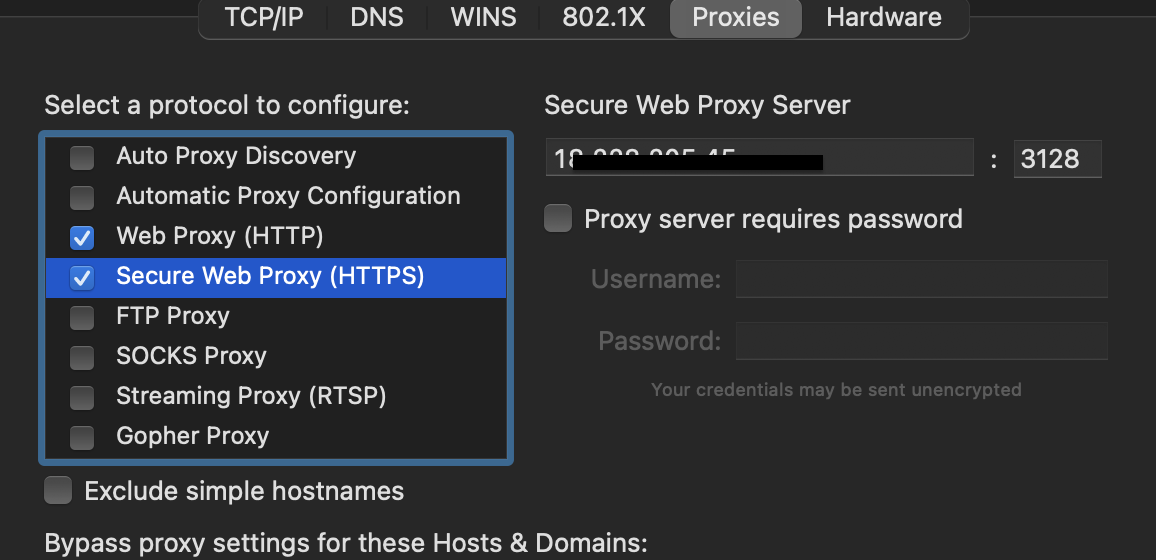 TCP/IP DNS WINS 802.1X Proxies Hardware
Select a protocol to configure:
Auto Proxy Discovery
Automatic Proxy Configuration
Web Proxy (HTTP)
Secure Web Proxy (HTTPS)
FTP Proxy
SOCKS Proxy
Streaming Proxy (RTSP)
Gopher Proxy
Exclude simple hostnames
Bypass proxy settings for these Hosts & Domains:
Secure Web Proxy Server
: 3128
Proxy server requires password
Username:
Password:
Your credentials may be sent unencrypted